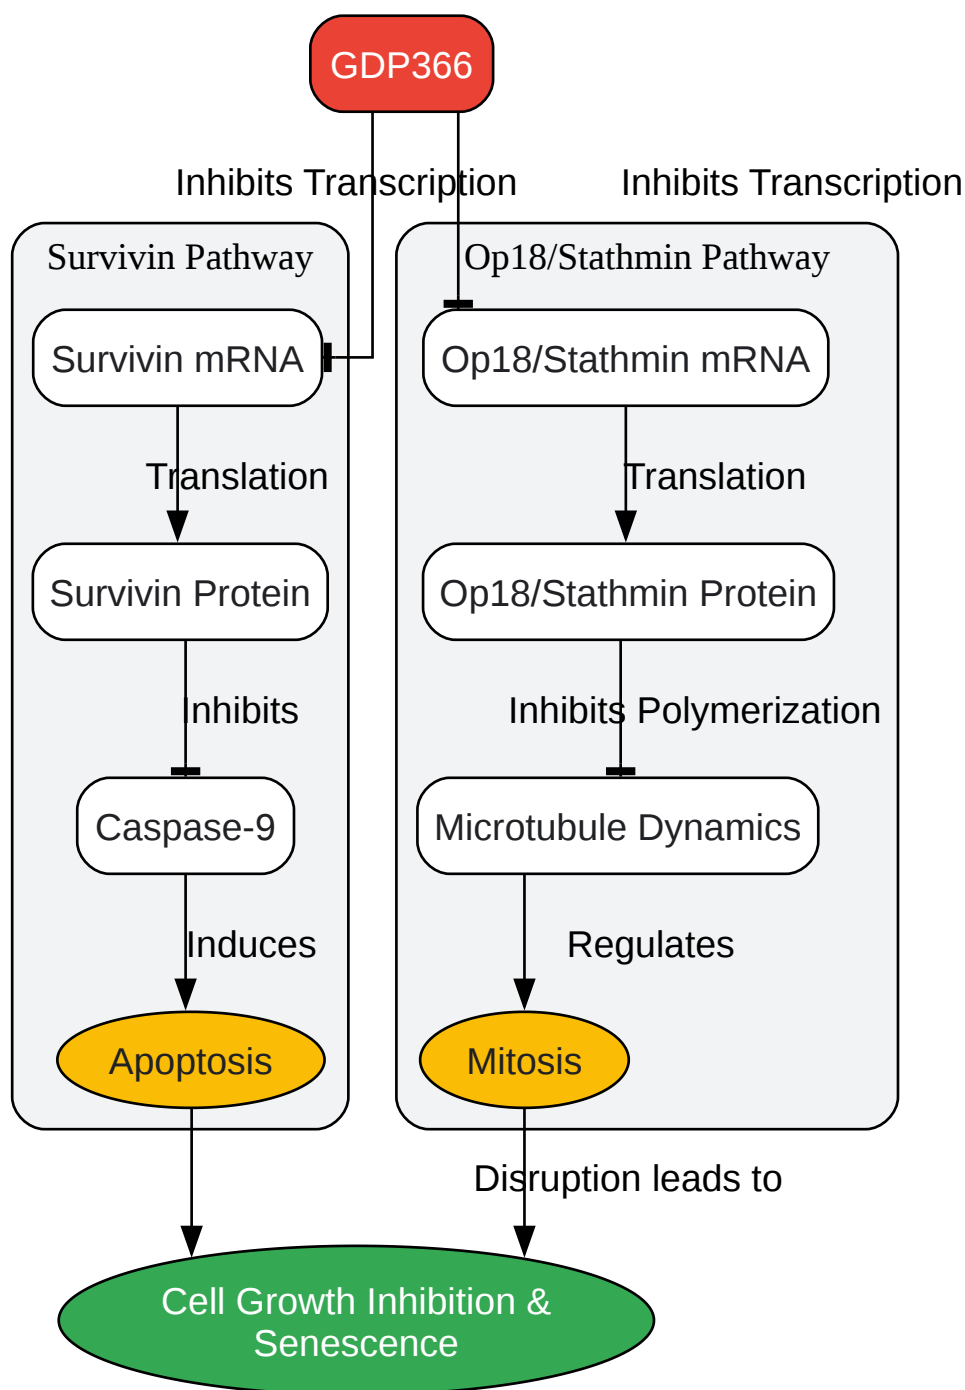 GDP366
Inhibits Transcription
Inhibits Transcription
Survivin Pathway
Op18/Stathmin Pathway
Survivin mRNA
Op18/Stathmin mRNA
Translation
Translation
Survivin Protein
Op18/Stathmin Protein
Inhibits
Inhibits Polymerization
Caspase-9
Microtubule Dynamics
Induces
Regulates
Apoptosis
Mitosis
Disruption leads to
Cell Growth Inhibition &
Senescence